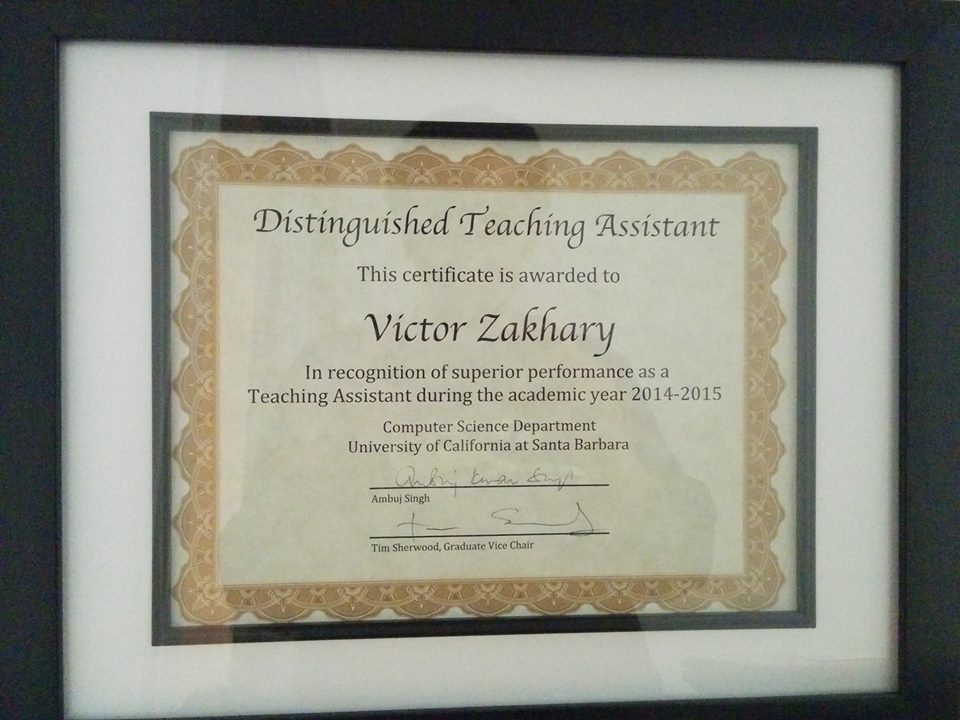 Distinguished Teaching Assistant
This certificate is awarded to
Victor Zakhary
In recognition of superior performance as a
Teaching Assistant during the academic year 2014-2015
Computer Science Department
University of California at Santa Barbara
Ambuj Kumar Singh
Ambuj Singh
Tim Sherwood, Graduate Vice Chair